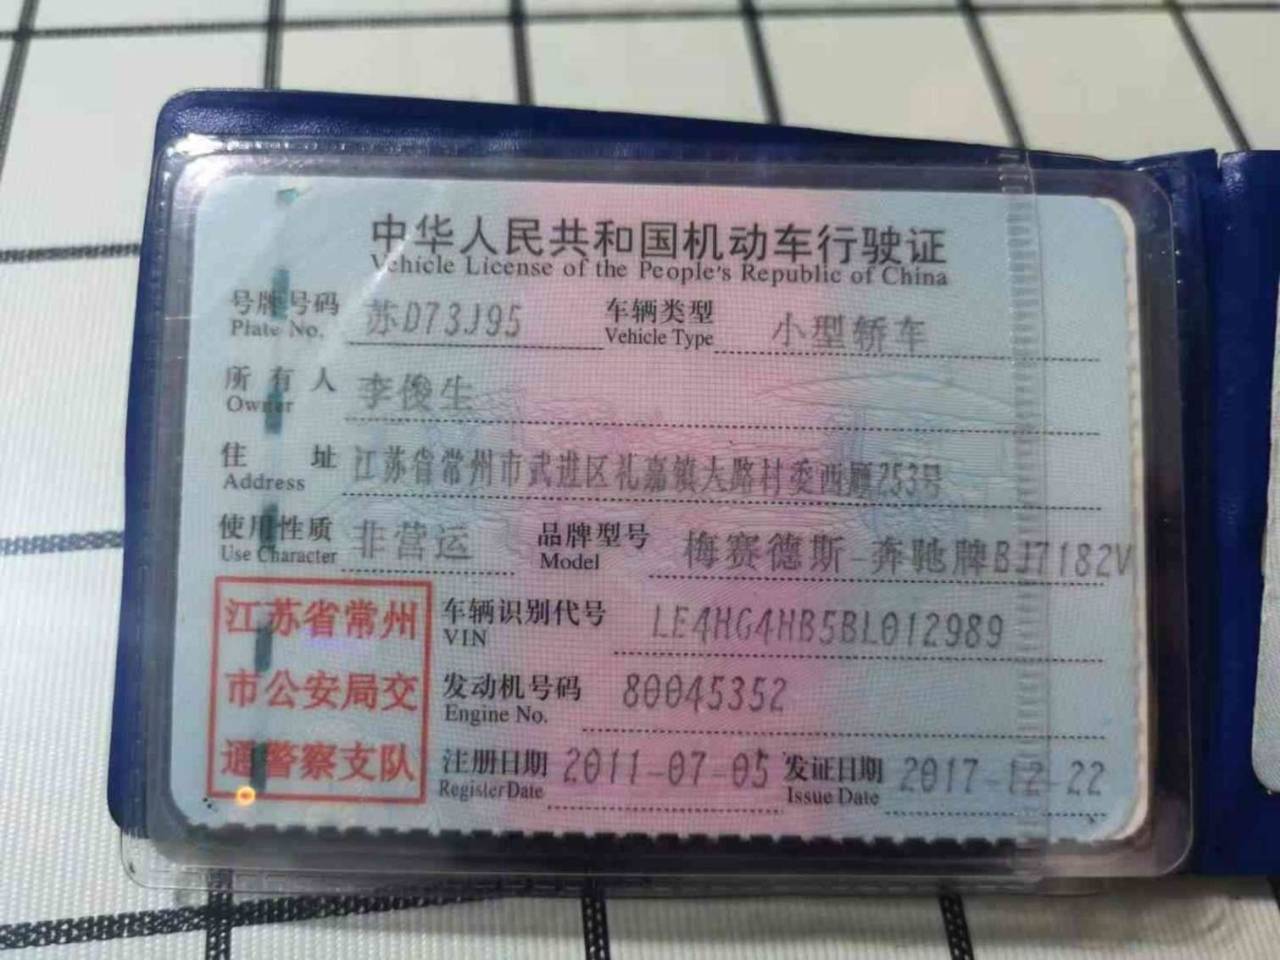 中华人民共和国机动车行驶证
Vehicle License of the People's Republic of China
号牌号码 苏D73J95 车辆类型 小型轿车
Plate No. Vehicle Type
所有人 李俊生
Owner
住址 江苏省常州市武进区礼嘉镇大路村委西颐253号
Address
使用性质 非营运 品牌型号 梅赛德斯-奔驰牌BJ7182V
Use Character Model
江苏省常州
市公安局交
通警察支队
车辆识别代号 LE4HG4HB5BL012989
VIN
发动机号码 80045352
Engine No.
注册日期 2011-07-05 发证日期 2017-12-22
Register Date Issue Date